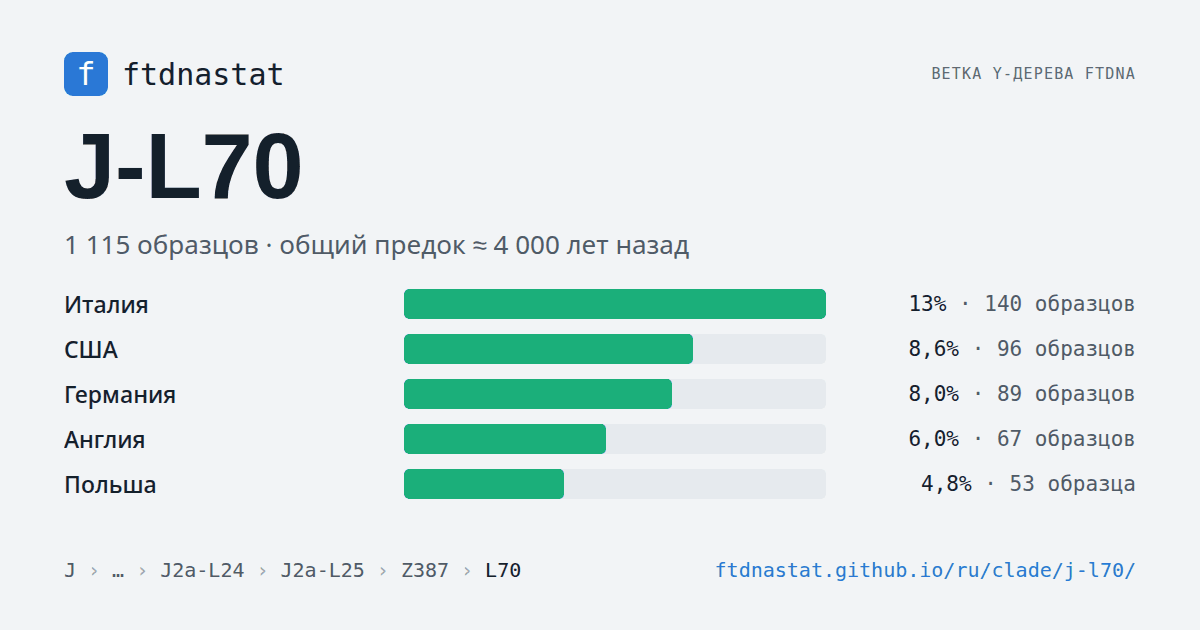 f ftdnastat
ВЕТКА Y-ДЕРЕВА FTDNA
J-L70
1 115 образцов · общий предок ≈ 4 000 лет назад
Италия 13% · 140 образцов
США 8,6% · 96 образцов
Германия 8,0% · 89 образцов
Англия 6,0% · 67 образцов
Польша 4,8% · 53 образца
J › … › J2a-L24 › J2a-L25 › Z387 › L70
ftdnastat.github.io/ru/clade/j-l70/